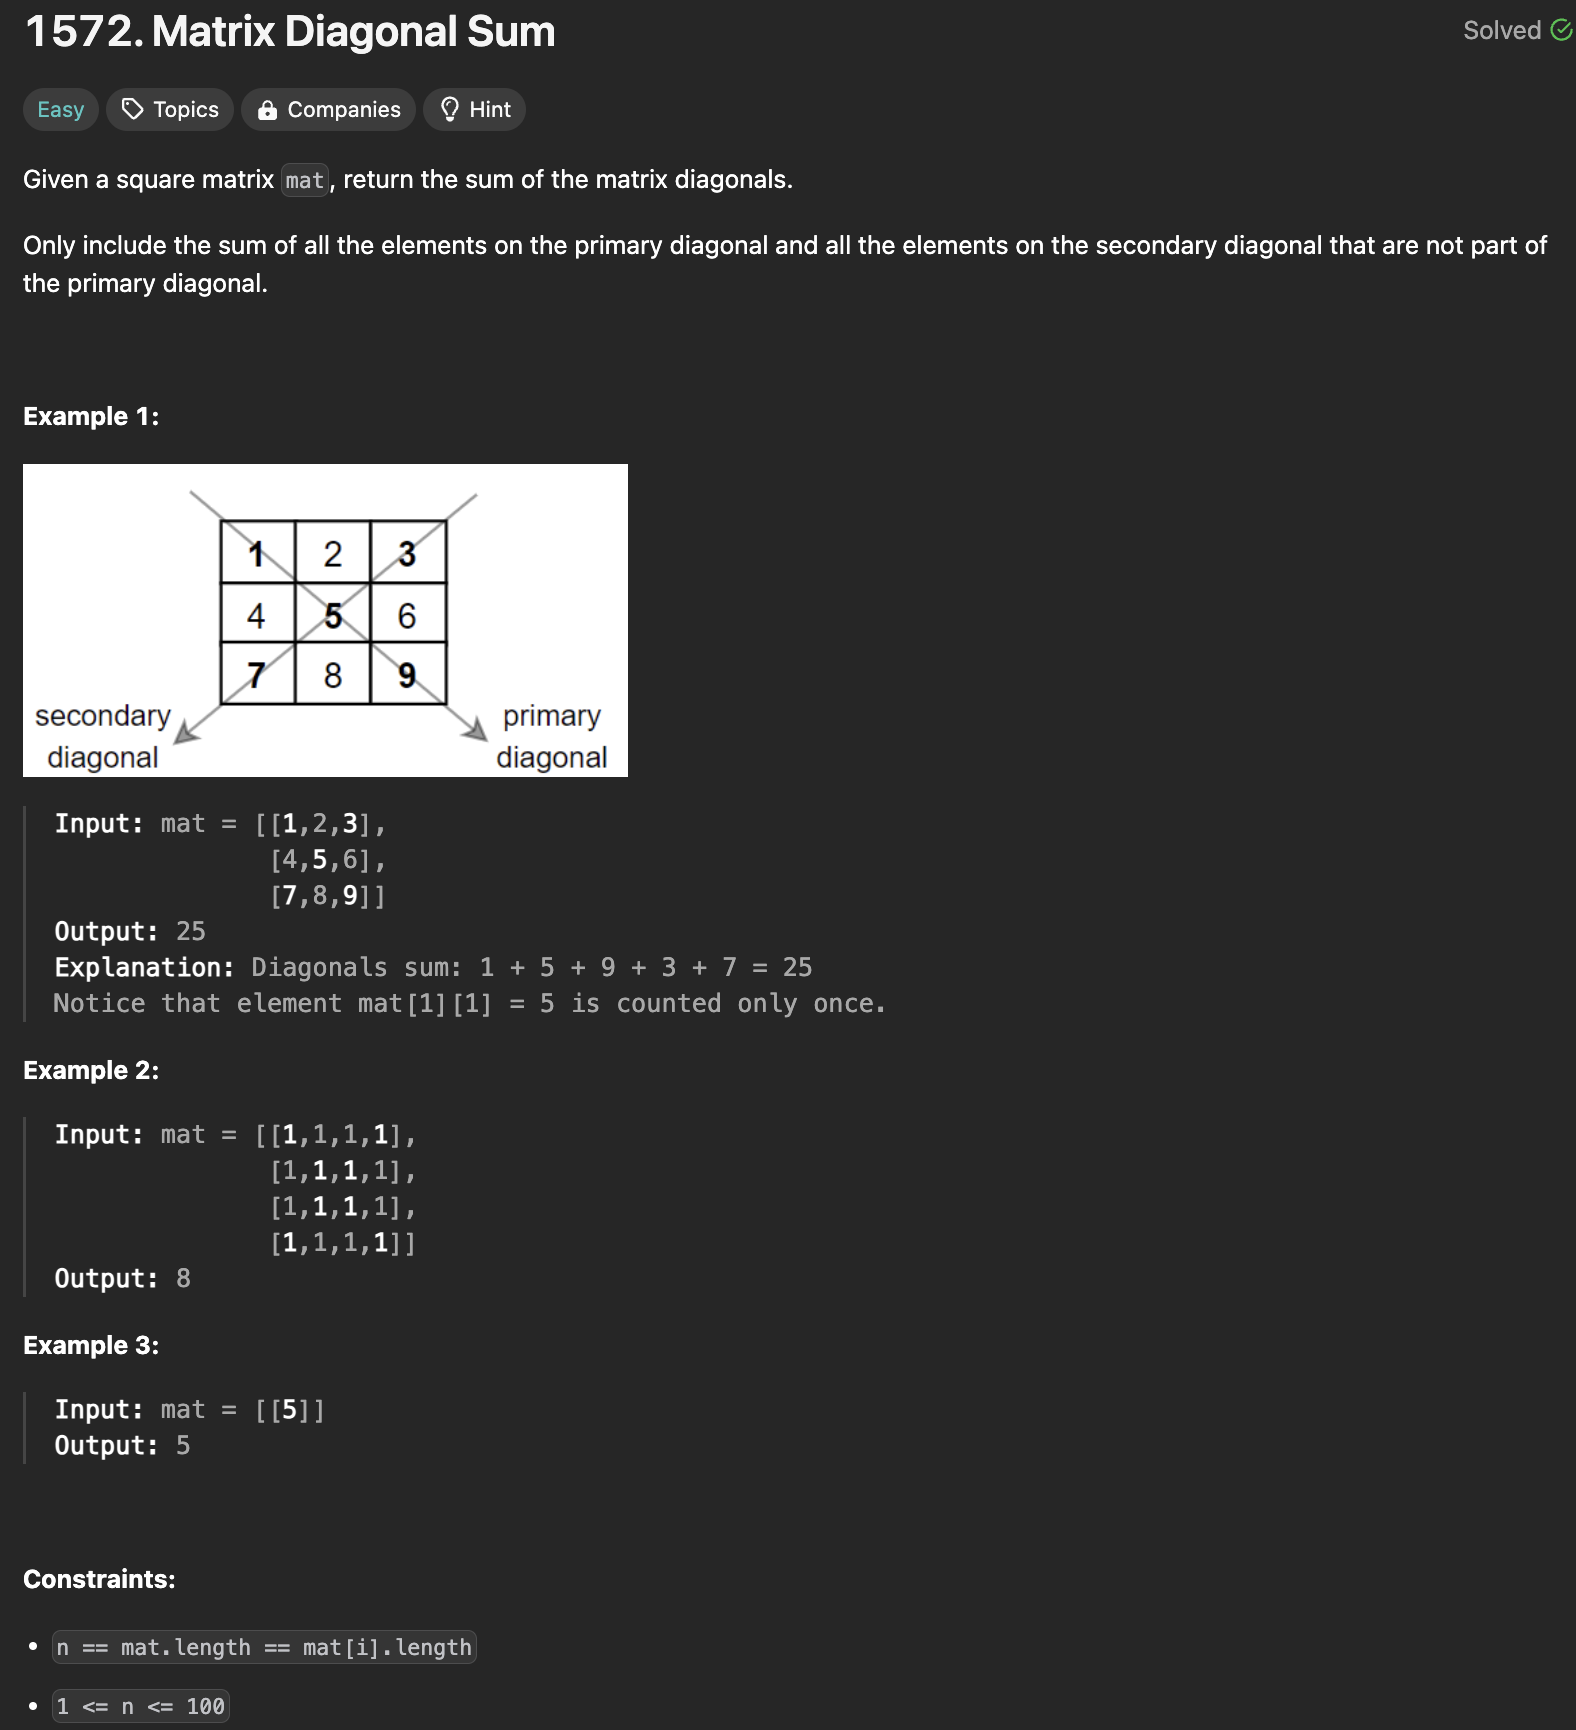 1572. Matrix Diagonal Sum
Solved
Easy Topics Companies Hint
Given a square matrix mat, return the sum of the matrix diagonals.
Only include the sum of all the elements on the primary diagonal and all the elements on the secondary diagonal that are not part of
the primary diagonal.
Example 1:
1 2 3
4 5 6
7 8 9
secondary
diagonal
primary
diagonal
Input: mat = [[1,2,3],
[4,5,6],
[7,8,9]]
Output: 25
Explanation: Diagonals sum: 1 + 5 + 9 + 3 + 7 = 25
Notice that element mat[1][1] = 5 is counted only once.
Example 2:
Input: mat = [[1,1,1,1],
[1,1,1,1],
[1,1,1,1],
[1,1,1,1]]
Output: 8
Example 3:
Input: mat = [[5]]
Output: 5
Constraints:
• n == mat.length == mat[i].length
• 1 <= n <= 100